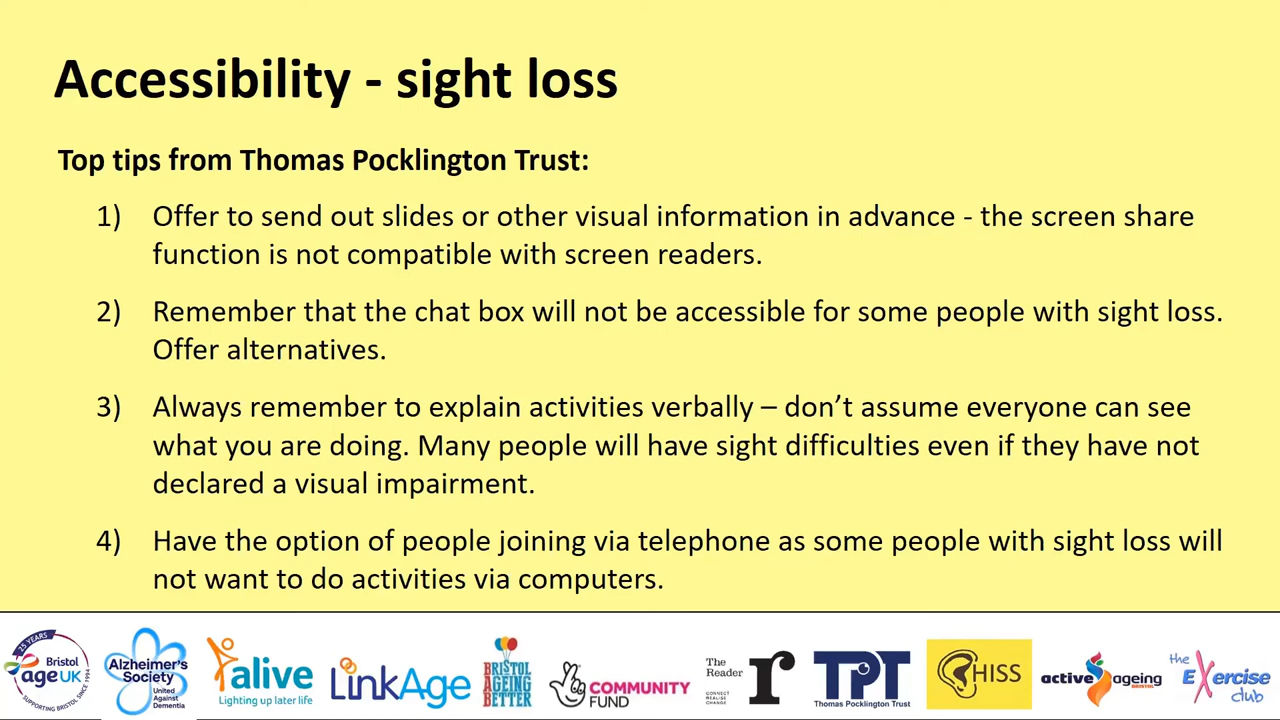 Accessibility - sight loss
Top tips from Thomas Pocklington Trust:
1) Offer to send out slides or other visual information in advance - the screen share
function is not compatible with screen readers.
2) Remember that the chat box will not be accessible for some people with sight loss.
Offer alternatives.
3) Always remember to explain activities verbally – don’t assume everyone can see
what you are doing. Many people will have sight difficulties even if they have not
declared a visual impairment.
4) Have the option of people joining via telephone as some people with sight loss will
not want to do activities via computers.
25 YEARS
Bristol
age UK
SUPPORTING BRISTOL SINCE 1994
Alzheimer's
Society
United
Against
Dementia
alive
Lighting up later life
LinkAge
BRISTOL
AGEING
BETTER
COMMUNITY
FUND
The
Reader
CONNECT
REALISE
CHANGE
r
TPT
Thomas Pocklington Trust
HISS
active ageing
BRISTOL
the
Exercise
club